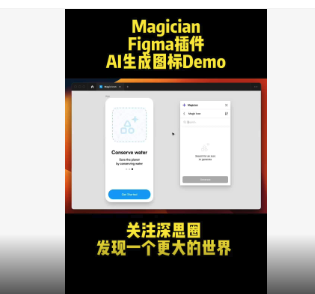 Magician
Figma插件
AI生成图标Demo
Conserve water
Save the planet
by conserving water
Get Started
Magician
Magic Icon
关注深思圈
发现一个更大的世界